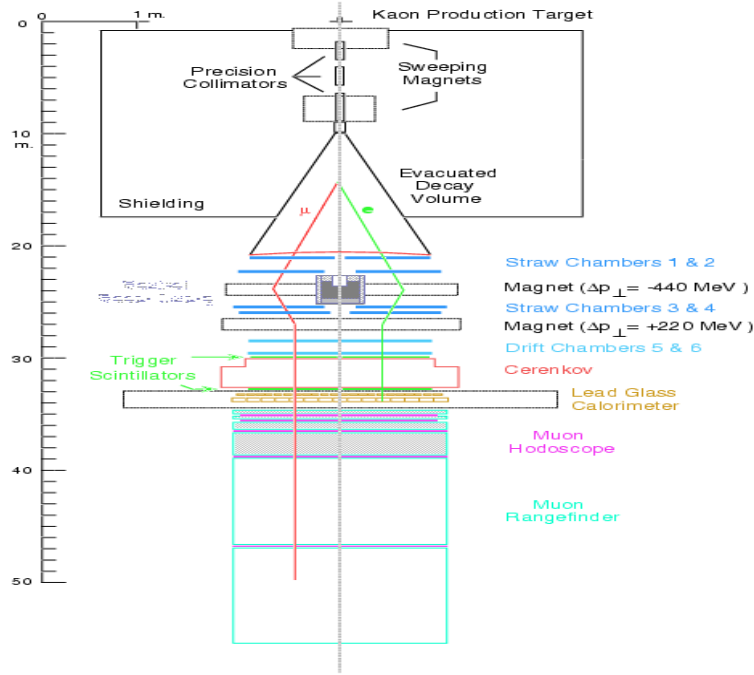 0 1 m.
Kaon Production Target
0
Precision
Collimators
Sweeping
Magnets
10
m.
Evacuated
Decay
Volume
Shielding
μ
e
20
Straw Chambers 1 & 2
Magnet (Δp⊥= -440 MeV )
Straw Chambers 3 & 4
Magnet (Δp⊥= +220 MeV )
Drift Chambers 5 & 6
30
Trigger
Scintillators
Cerenkov
Lead Glass
Calorimeter
Muon
Hodoscope
40
Muon
Rangefinder
50